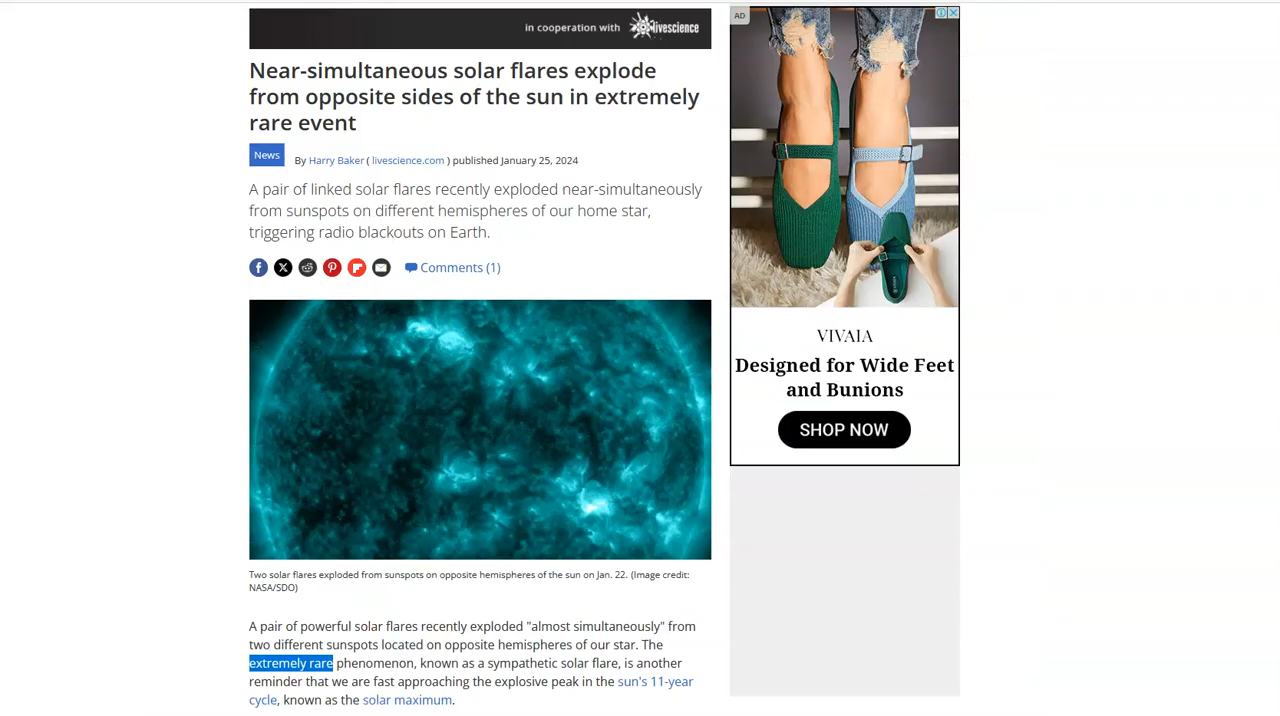 in cooperation with livescience
Near-simultaneous solar flares explode
from opposite sides of the sun in extremely
rare event
News
By Harry Baker ( livescience.com ) published January 25, 2024
A pair of linked solar flares recently exploded near-simultaneously
from sunspots on different hemispheres of our home star,
triggering radio blackouts on Earth.
Comments (1)
Two solar flares exploded from sunspots on opposite hemispheres of the sun on Jan. 22. (Image credit:
NASA/SDO)
A pair of powerful solar flares recently exploded "almost simultaneously" from
two different sunspots located on opposite hemispheres of our star. The
extremely rare phenomenon, known as a sympathetic solar flare, is another
reminder that we are fast approaching the explosive peak in the sun's 11-year
cycle, known as the solar maximum.
AD
VIVAIA
Designed for Wide Feet
and Bunions
SHOP NOW